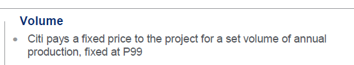 Volume
• Citi pays a fixed price to the project for a set volume of annual
production, fixed at P99